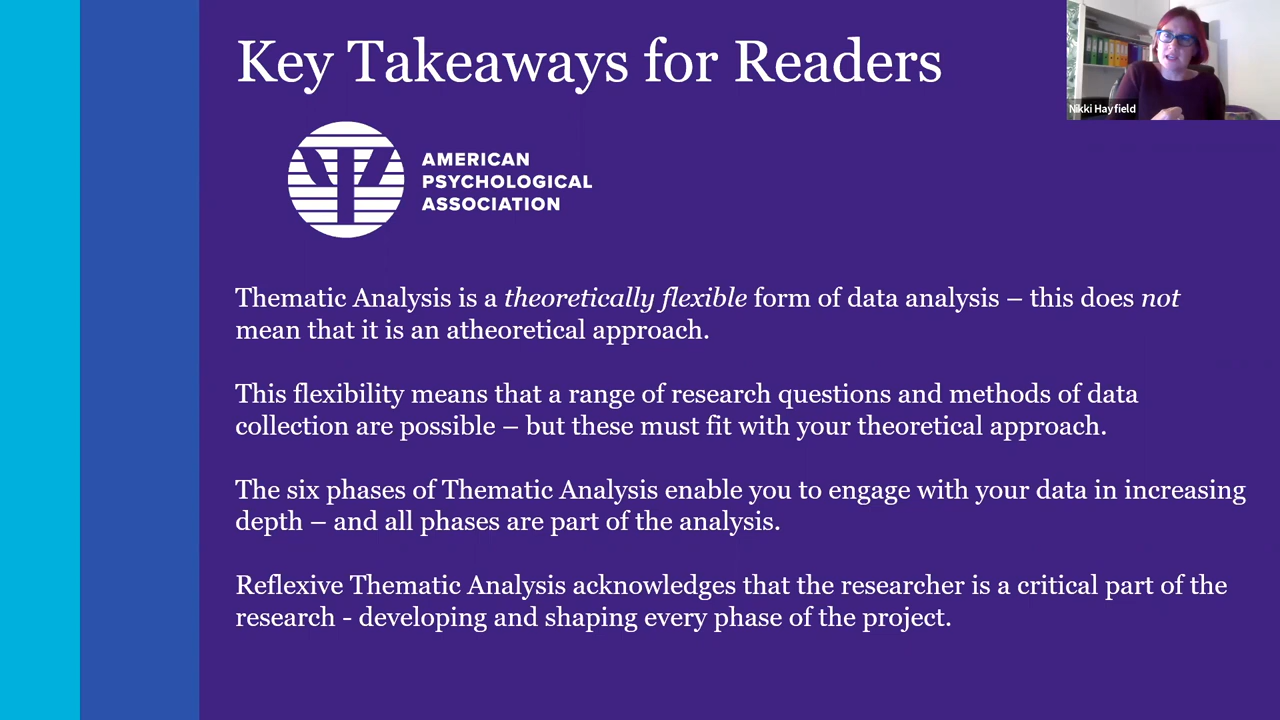 Key Takeaways for Readers
Nikki Hayfield
AMERICAN
PSYCHOLOGICAL
ASSOCIATION
Thematic Analysis is a theoretically flexible form of data analysis – this does not
mean that it is an atheoretical approach.
This flexibility means that a range of research questions and methods of data
collection are possible – but these must fit with your theoretical approach.
The six phases of Thematic Analysis enable you to engage with your data in increasing
depth – and all phases are part of the analysis.
Reflexive Thematic Analysis acknowledges that the researcher is a critical part of the
research - developing and shaping every phase of the project.